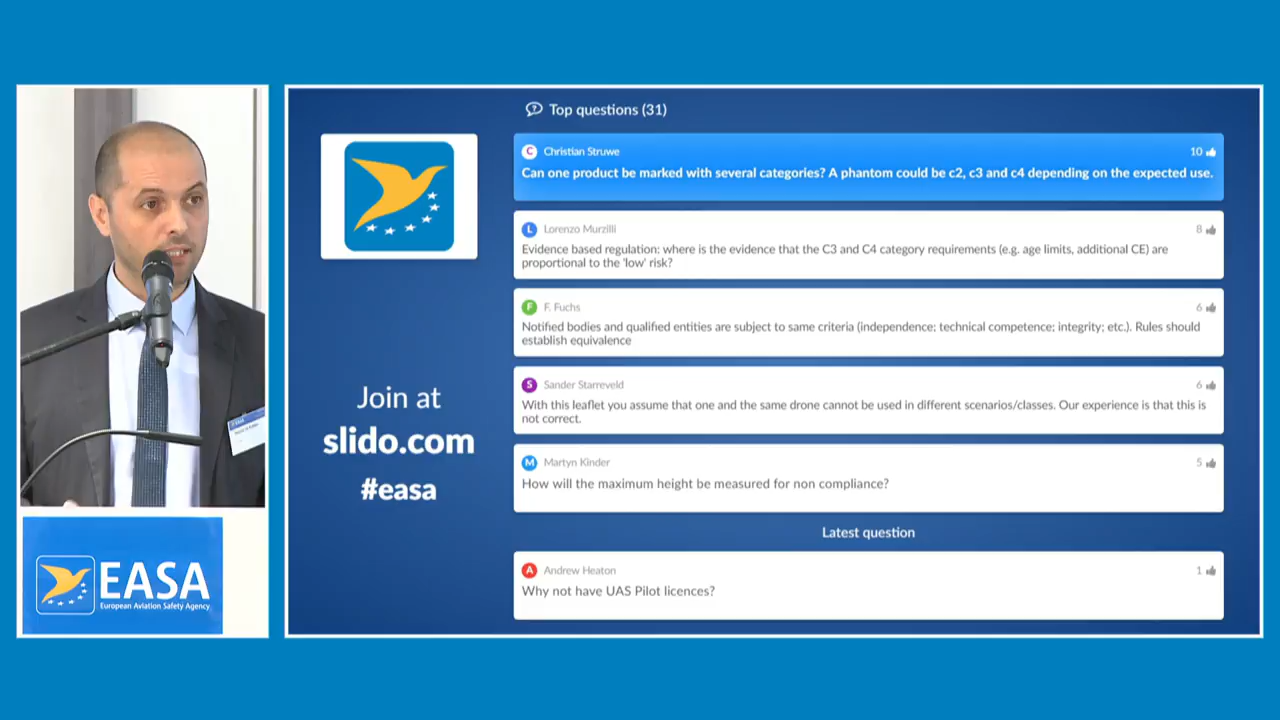 Top questions (31)
C Christian Struwe 10
Can one product be marked with several categories? A phantom could be c2, c3 and c4 depending on the expected use.
L Lorenzo Murzilli 8
Evidence based regulation: where is the evidence that the C3 and C4 category requirements (e.g. age limits, additional CE) are
proportional to the 'low' risk?
F F. Fuchs 6
Notified bodies and qualified entities are subject to same criteria (independence; technical competence; integrity; etc.). Rules should
establish equivalence
S Sander Starreveld 6
With this leaflet you assume that one and the same drone cannot be used in different scenarios/classes. Our experience is that this is
not correct.
M Martyn Kinder 5
How will the maximum height be measured for non compliance?
Latest question
A Andrew Heaton 1
Why not have UAS Pilot licences?
Join at
slido.com
#easa
EASA
European Aviation Safety Agency